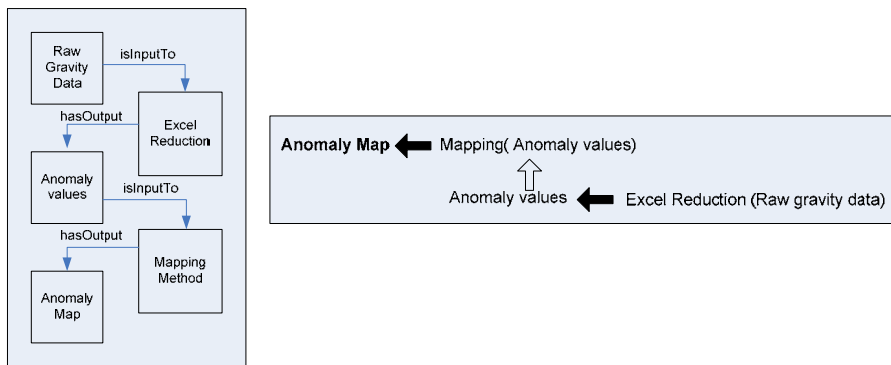 Raw
Gravity
Data
isInputTo
Excel
Reduction
hasOutput
Anomaly
values
isInputTo
Mapping
Method
hasOutput
Anomaly
Map
Anomaly Map
Mapping( Anomaly values)
Anomaly values
Excel Reduction (Raw gravity data)